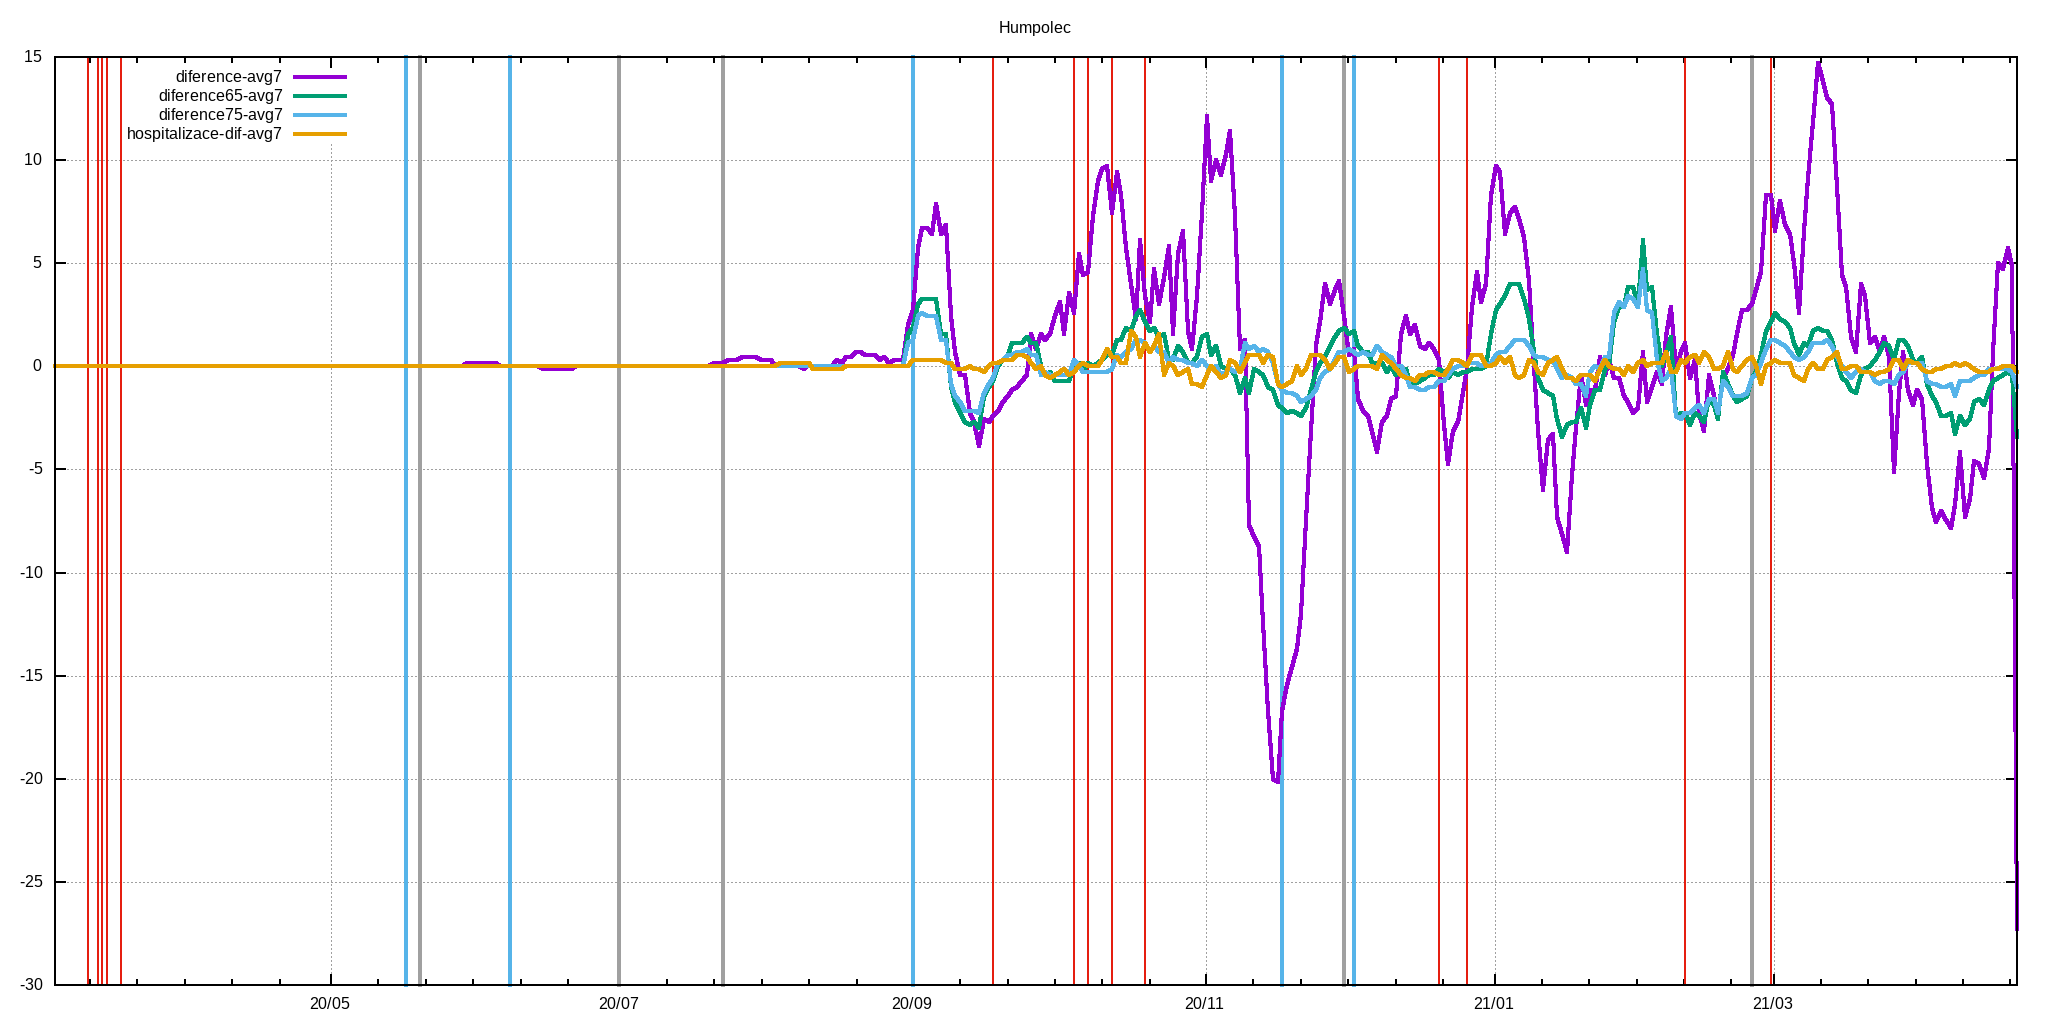 Humpolec
15
diference-avg7
diference65-avg7
diference75-avg7
hospitalizace-dif-avg7
10
5
0
-5
-10
-15
-20
-25
-30
20/05 20/07 20/09 20/11 21/01 21/03